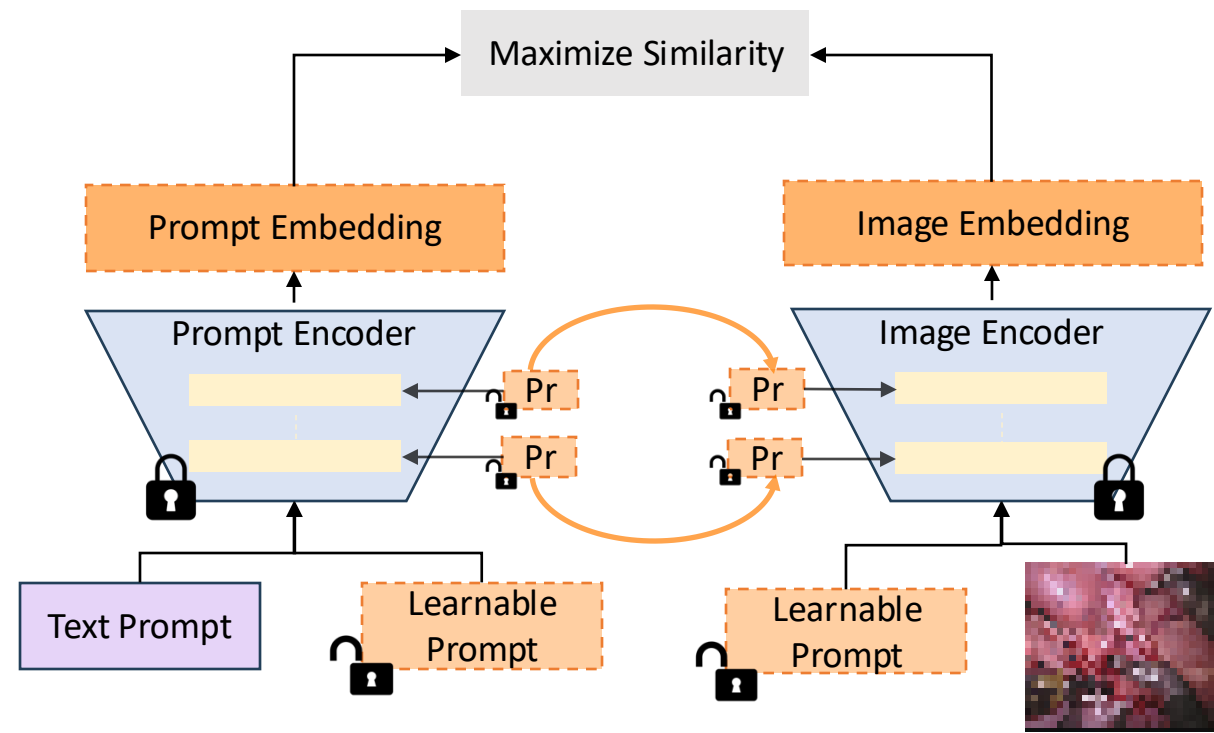 Maximize Similarity
Prompt Embedding
Image Embedding
Prompt Encoder
Image Encoder
Pr
Pr
Pr
Pr
Text Prompt
Learnable
Prompt
Learnable
Prompt